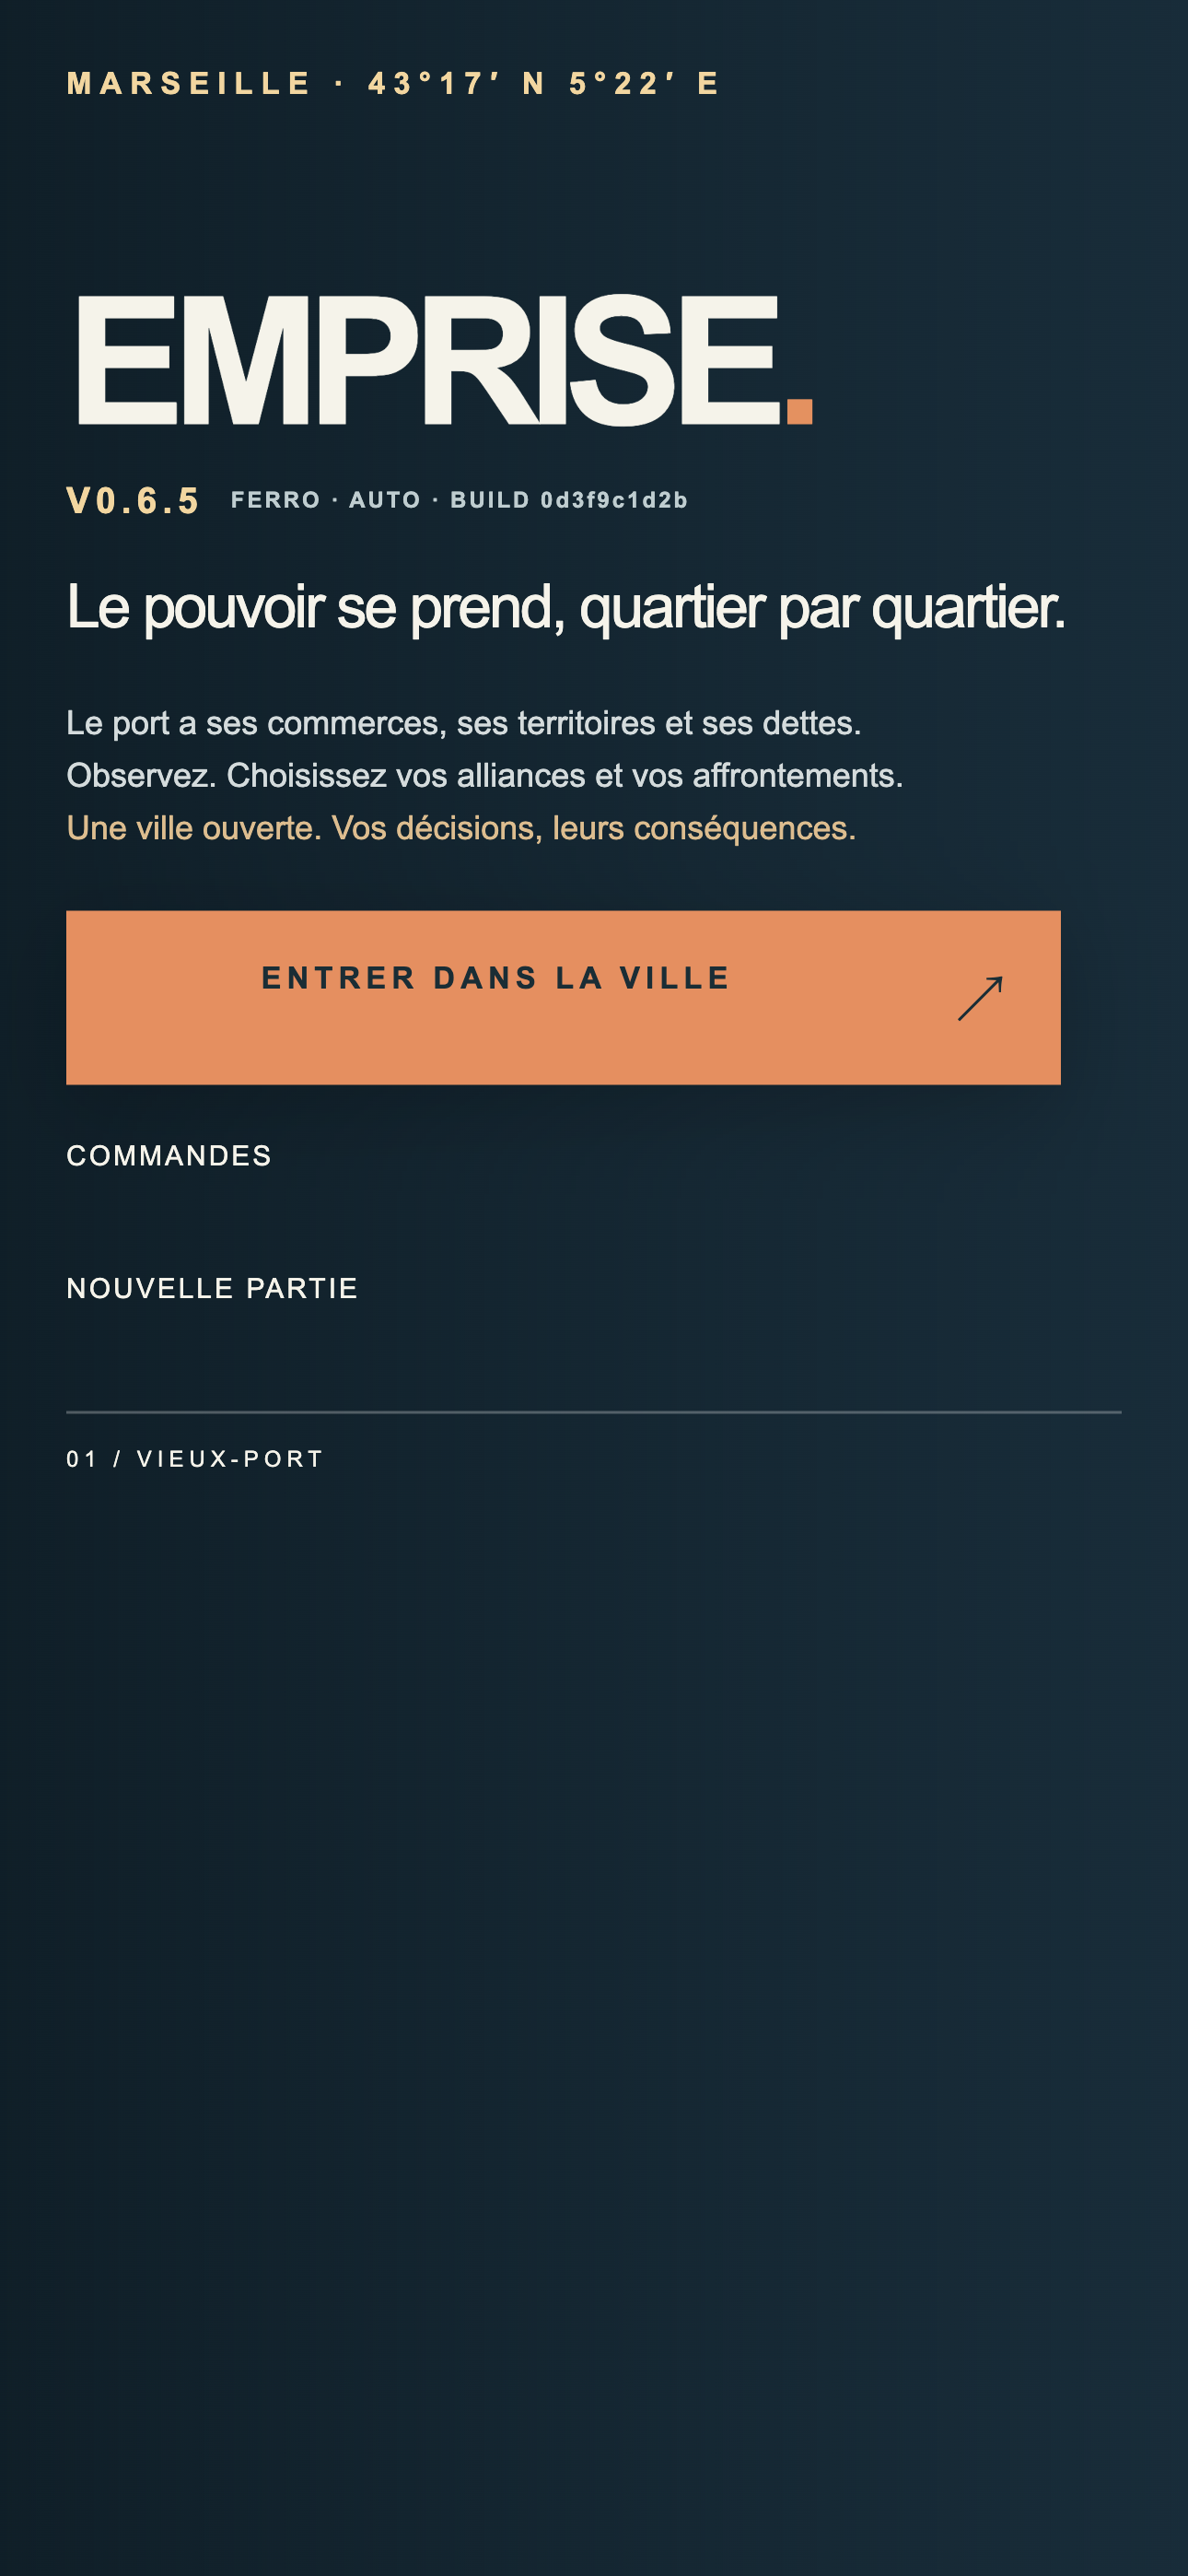 MARSEILLE · 43°17′ N 5°22′ E
EMPRISE.
V0.6.5 FERRO · AUTO · BUILD 0d3f9c1d2b
Le pouvoir se prend, quartier par quartier.
Le port a ses commerces, ses territoires et ses dettes.
Observez. Choisissez vos alliances et vos affrontements.
Une ville ouverte. Vos décisions, leurs conséquences.
ENTRER DANS LA VILLE ↗
COMMANDES
NOUVELLE PARTIE
01 / VIEUX-PORT